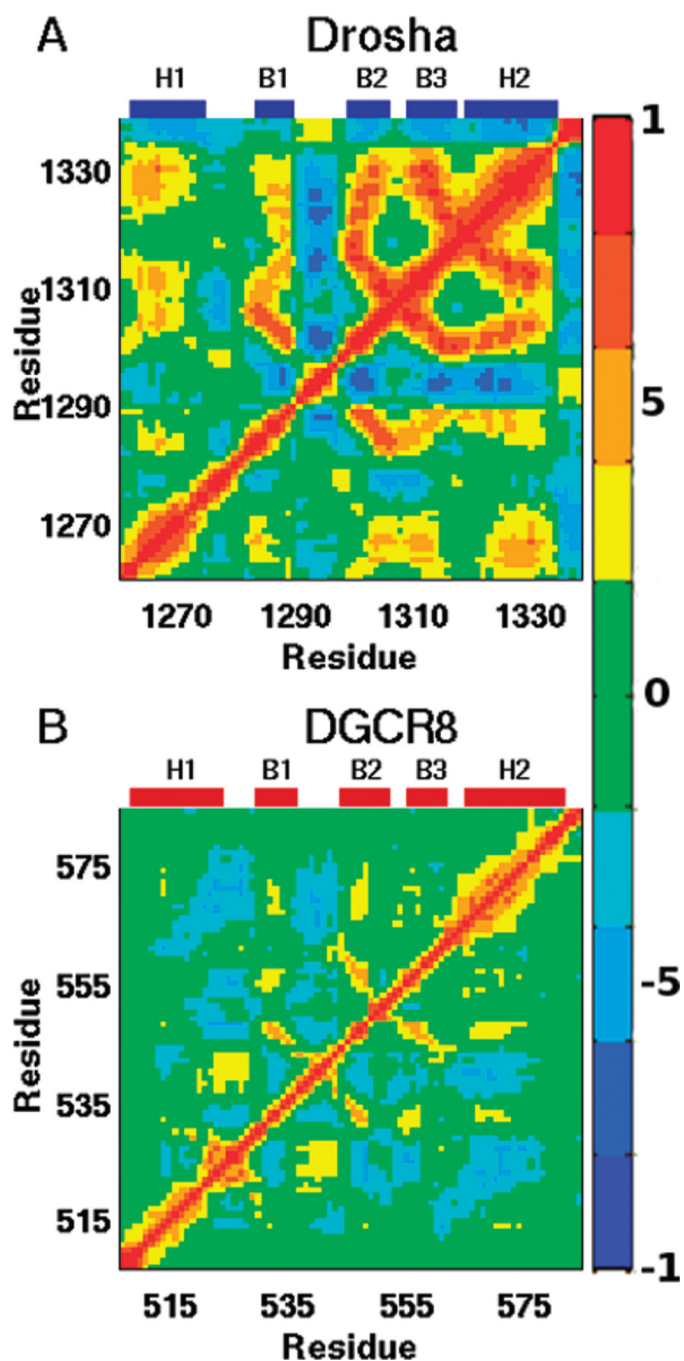 A Drosha
H1 B1 B2 B3 H2
1
1330
1310
Residue
1290
5
1270
1270 1290 1310 1330
Residue
0
B DGCR8
H1 B1 B2 B3 H2
575
555
-5
Residue
535
515
-1
515 535 555 575
Residue